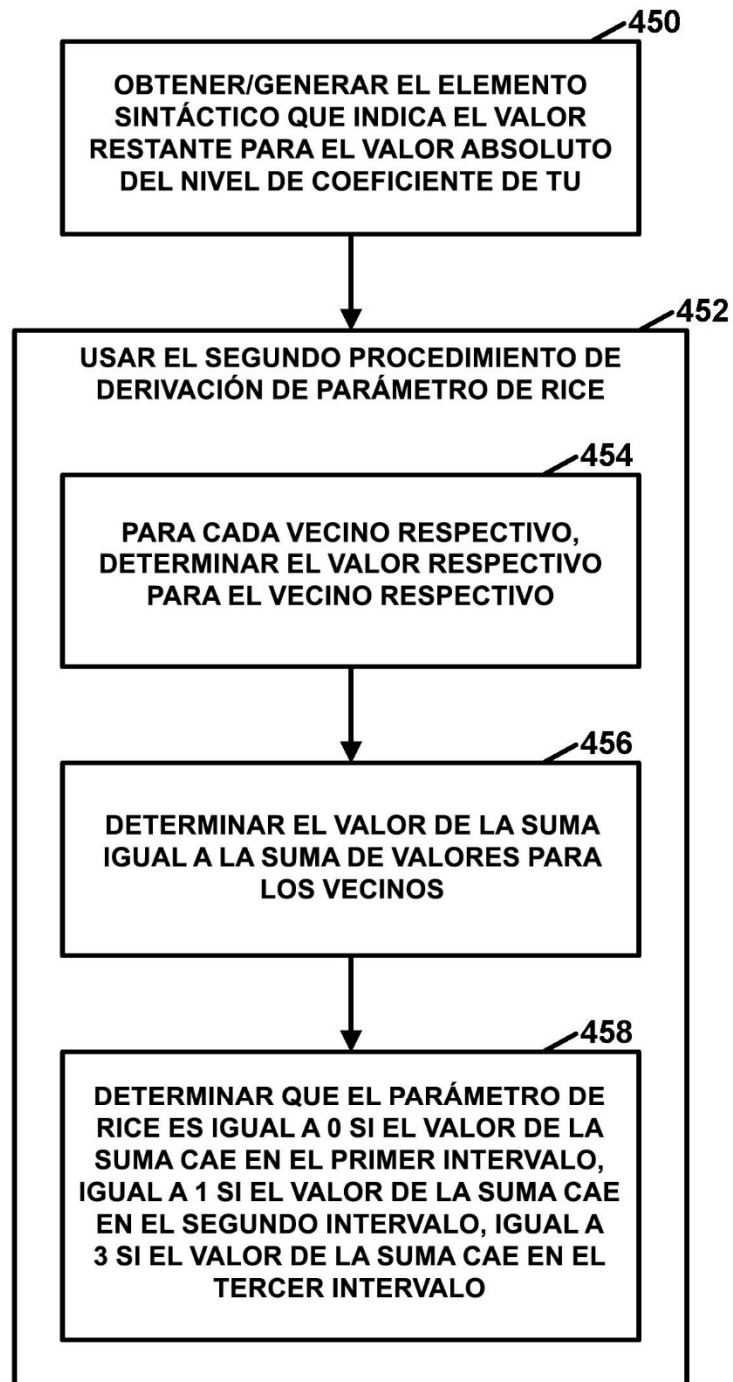 450
OBTENER/GENERAR EL ELEMENTO
SINTÁCTICO QUE INDICA EL VALOR
RESTANTE PARA EL VALOR ABSOLUTO
DEL NIVEL DE COEFICIENTE DE TU
452
USAR EL SEGUNDO PROCEDIMIENTO DE
DERIVACIÓN DE PARÁMETRO DE RICE
454
PARA CADA VECINO RESPECTIVO,
DETERMINAR EL VALOR RESPECTIVO
PARA EL VECINO RESPECTIVO
456
DETERMINAR EL VALOR DE LA SUMA
IGUAL A LA SUMA DE VALORES PARA
LOS VECINOS
458
DETERMINAR QUE EL PARÁMETRO DE
RICE ES IGUAL A 0 SI EL VALOR DE LA
SUMA CAE EN EL PRIMER INTERVALO,
IGUAL A 1 SI EL VALOR DE LA SUMA CAE
EN EL SEGUNDO INTERVALO, IGUAL A
3 SI EL VALOR DE LA SUMA CAE EN EL
TERCER INTERVALO